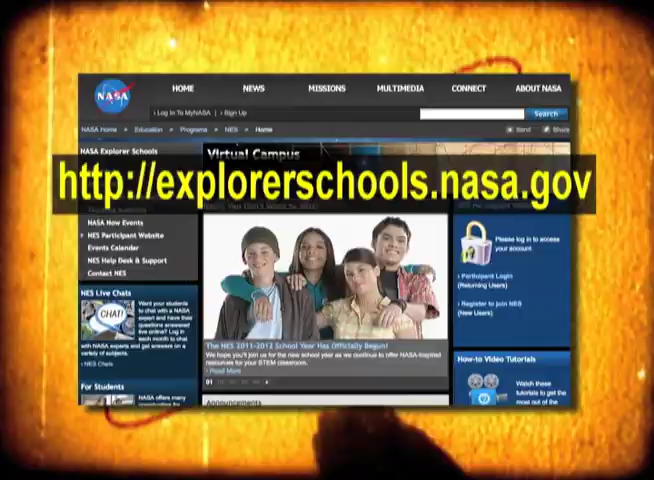 NASA
HOME NEWS MISSIONS MULTIMEDIA CONNECT ABOUT NASA
› Log In To MyNASA | › Sign Up
Search
NASA Home > Education > Programs > NES > Home
Send Share
NASA Explorer Schools
Virtual Campus
http://explorerschools.nasa.gov
NASA Now Events
NES Participant Website
Events Calendar
NES Help Desk & Support
Contact NES
NES Live Chats
CHAT!
Want your students
to chat with a NASA
expert and have their
questions answered
live online? Log in
each month to chat
with NASA experts and get answers on a
variety of subjects.
› NES Chats
For Students
NASA offers many
The NES 2011-2012 School Year Has Officially Begun!
We hope you'll join us for the new school year as we continue to offer NASA-inspired
resources for your STEM classroom.
› Read More
01
Announcements
Please log in to access
your account.
› Participant Login
(Returning Users)
› Register to join NES
(New Users)
How-to Video Tutorials
Watch these
tutorials to get the
most out of the